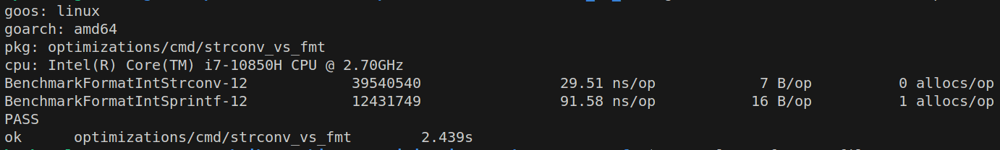 goos: linux
goarch: amd64
pkg: optimizations/cmd/strconv_vs_fmt
cpu: Intel(R) Core(TM) i7-10850H CPU @ 2.70GHz
BenchmarkFormatIntStrconv-12 39540540 29.51 ns/op 7 B/op 0 allocs/op
BenchmarkFormatIntSprintf-12 12431749 91.58 ns/op 16 B/op 1 allocs/op
PASS
ok optimizations/cmd/strconv_vs_fmt 2.439s